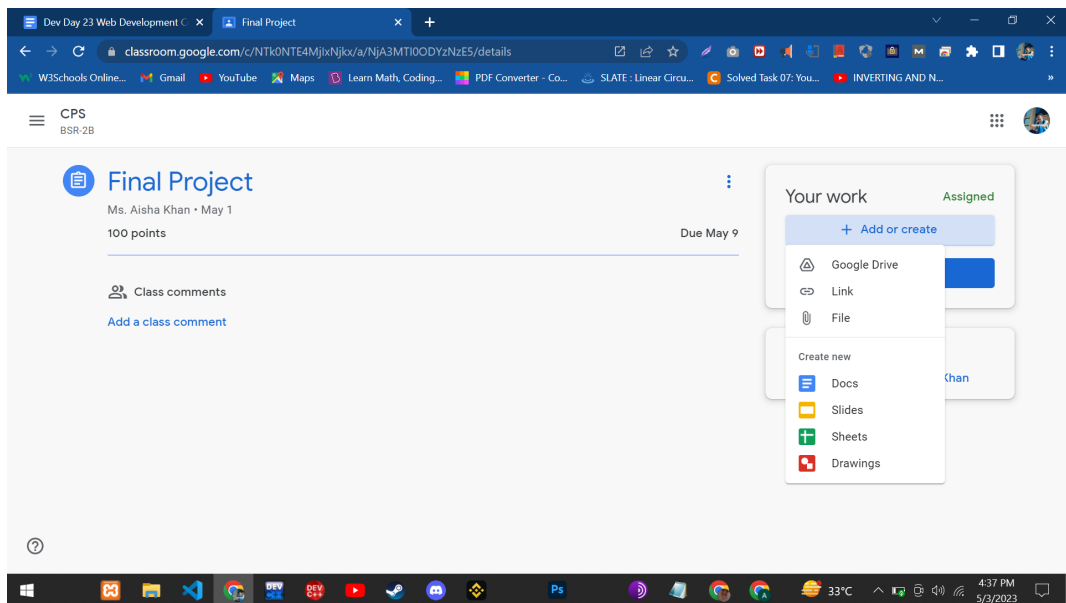 Dev Day 23 Web Development C
Final Project
classroom.google.com/c/NTk0NTE4MjIxNjkx/a/NjA3MTI0ODYzNzE5/details
W3Schools Online...
Gmail
YouTube
Maps
Learn Math, Coding...
PDF Converter - Co...
SLATE : Linear Circu...
Solved Task 07: You...
INVERTING AND N...
»
CPS
BSR-2B
Final Project
Ms. Aisha Khan • May 1
100 points
Due May 9
Class comments
Add a class comment
Your work
Assigned
+ Add or create
Google Drive
Link
File
Create new
Docs
Slides
Sheets
Drawings
Khan
DEV
DEV
C++
Ps
33°C
4:37 PM
5/3/2023